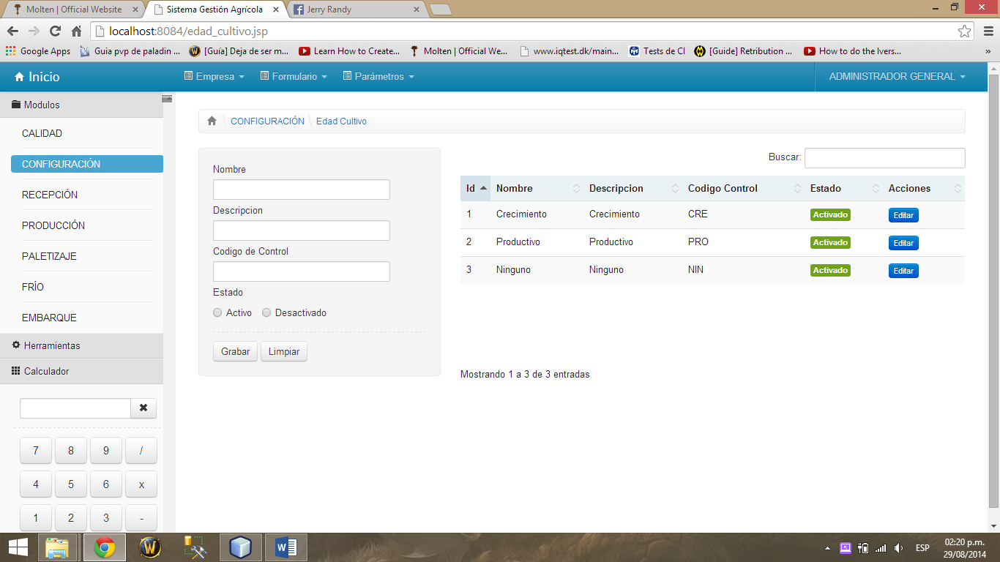 Molten | Official Website
Sistema Gestión Agrícola
Jerry Randy
localhost:8084/edad_cultivo.jsp
Google Apps
Guia pvp de paladin ...
[Guía] Deja de ser m...
Learn How to Create...
Molten | Official We...
www.iqtest.dk/main...
Tests de CI
[Guide] Retribution ...
How to do the Ivers...
»
Inicio
Empresa
Formulario
Parámetros
ADMINISTRADOR GENERAL
Modulos
CALIDAD
CONFIGURACIÓN
RECEPCIÓN
PRODUCCIÓN
PALETIZAJE
FRÍO
EMBARQUE
Herramientas
Calculador
7 8 9 /
4 5 6 x
1 2 3 -
CONFIGURACIÓN \ Edad Cultivo
Nombre
Descripcion
Codigo de Control
Estado
Activo Desactivado
Grabar Limpiar
Buscar:
Id Nombre Descripcion Codigo Control Estado Acciones
1 Crecimiento Crecimiento CRE Activado Editar
2 Productivo Productivo PRO Activado Editar
3 Ninguno Ninguno NIN Activado Editar
Mostrando 1 a 3 de 3 entradas
ESP
02:20 p.m.
29/08/2014